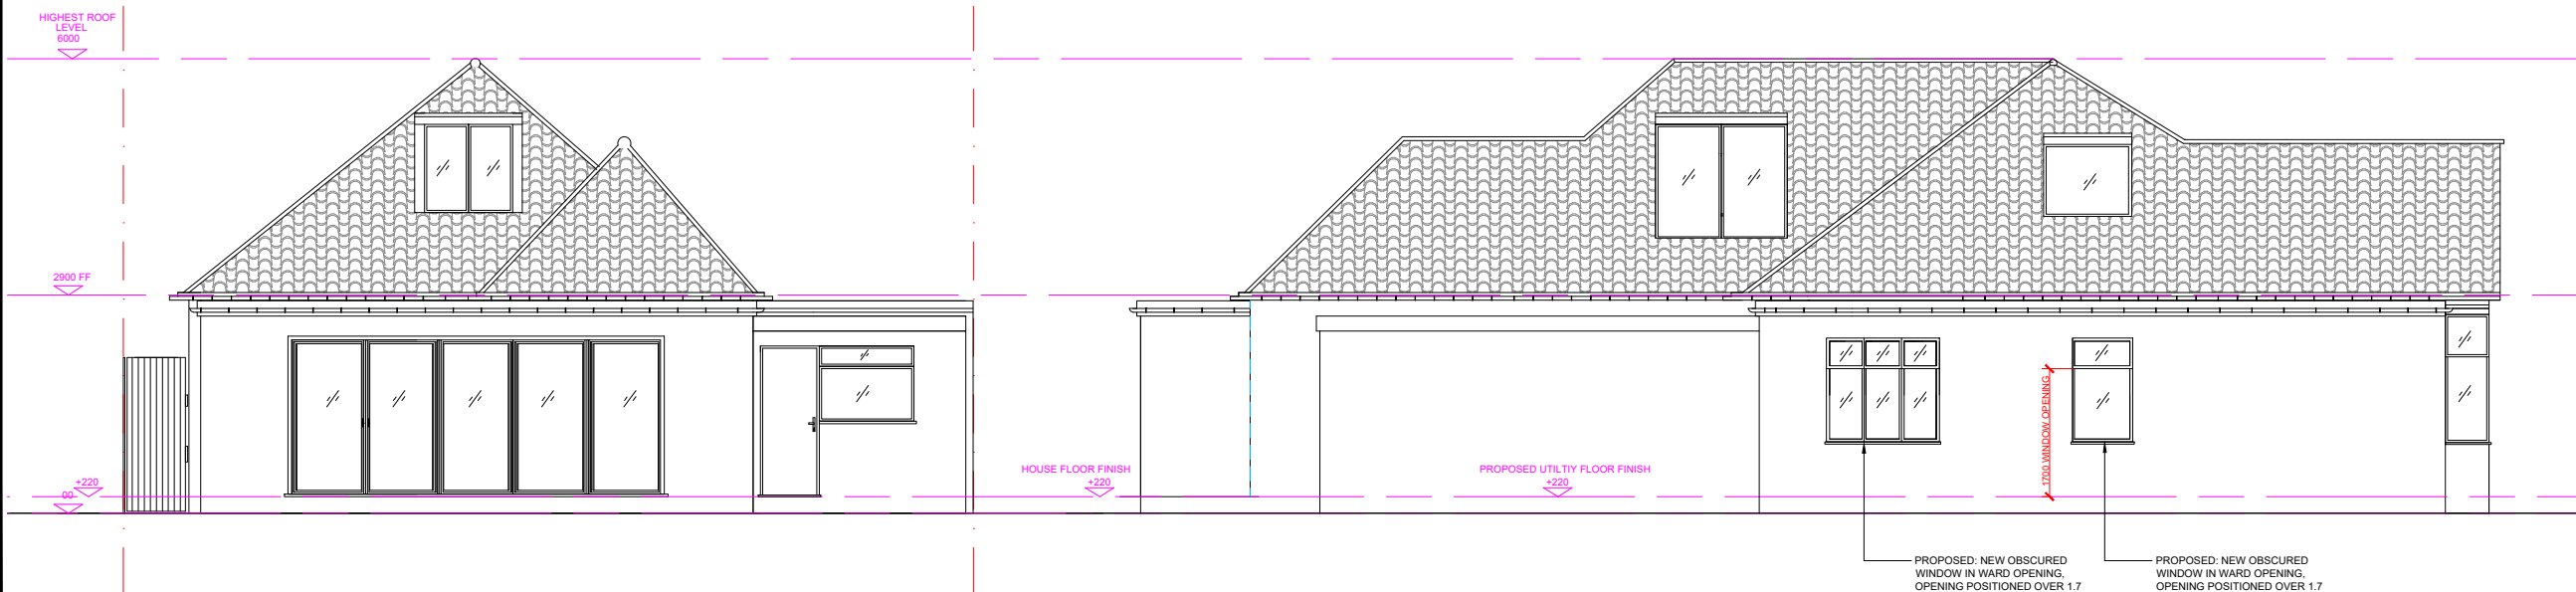 HIGHEST ROOF
LEVEL
6000
2900 FF
+220
00
HOUSE FLOOR FINISH
+220
PROPOSED UTILTIY FLOOR FINISH
+220
1700 WINDOW OPENING
PROPOSED: NEW OBSCURED
WINDOW IN WARD OPENING,
OPENING POSITIONED OVER 1.7
PROPOSED: NEW OBSCURED
WINDOW IN WARD OPENING,
OPENING POSITIONED OVER 1.7